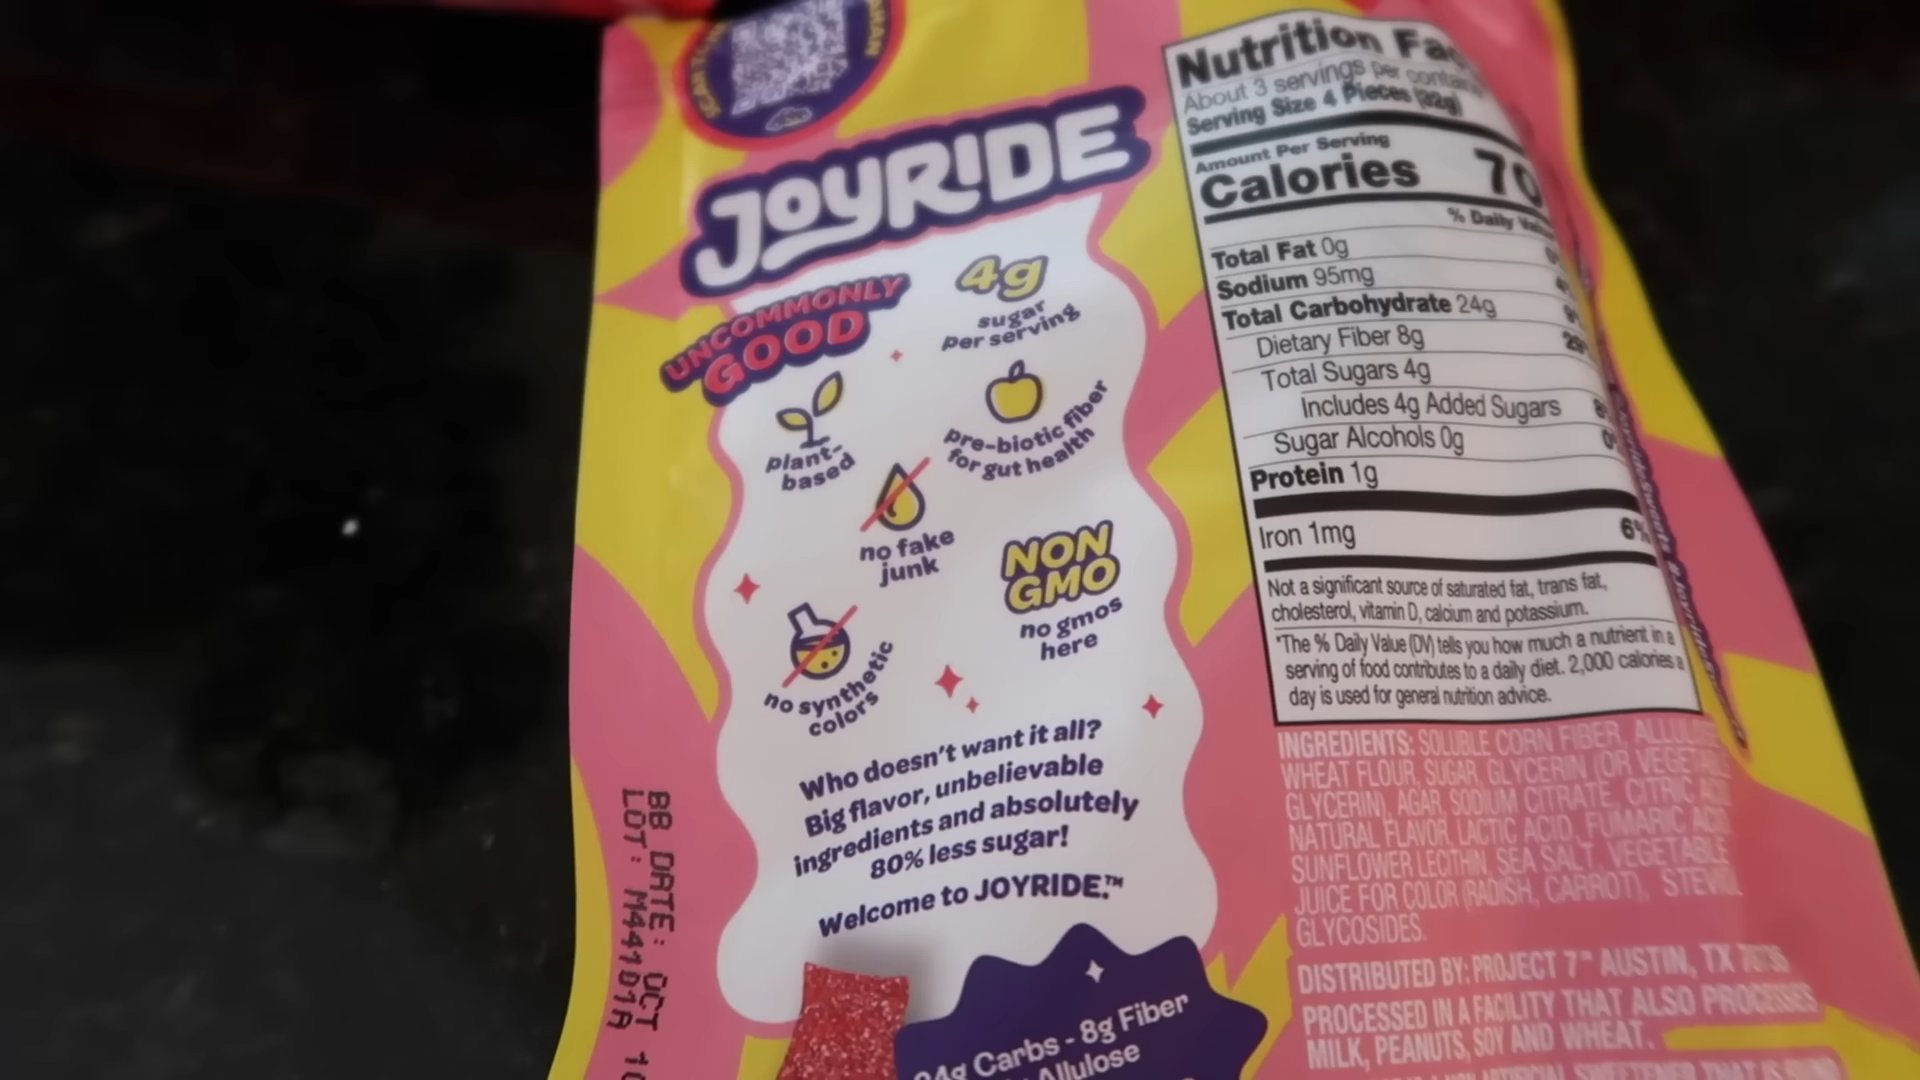 JOYRIDE
UNCOMMONLY
GOOD
4g
sugar
per serving
plant-
based
pre-biotic fiber
for gut health
no fake
junk
NON
GMO
no gmos
here
no synthetic
colors
Who doesn't want it all?
Big flavor, unbelievable
ingredients and absolutely
80% less sugar!
Welcome to JOYRIDE.™
Carbs - 8g Fiber
Allulose
BB DATE: OCT
LOT: M4441D1A
Nutrition
About 3 servings per
Serving Size 4 Pieces (32g)
Amount Per Serving
Calories 70
% Daily
Total Fat 0g
Sodium 95mg
Total Carbohydrate 24g
Dietary Fiber 8g
Total Sugars 4g
Includes 4g Added Sugars
Sugar Alcohols 0g
Protein 1g
Iron 1mg 6%
Not a significant source of saturated fat, trans fat,
cholesterol, vitamin D, calcium and potassium.
*The % Daily Value (DV) tells you how much a nutrient in a
serving of food contributes to a daily diet. 2,000 calories a
day is used for general nutrition advice.
INGREDIENTS: SOLUBLE CORN FIBER,
WHEAT FLOUR, SUGAR, GLYCERIN (OR
GLYCERIN), AGAR, SODIUM CITRATE, CITRIC
NATURAL FLAVOR, LACTIC ACID, FUMARIC
SUNFLOWER LECITHIN, SEA SALT, VEGETABLE
JUICE FOR COLOR (RADISH, CARROT),
GLYCOSIDES.
DISTRIBUTED BY: PROJECT 7™ AUSTIN, TX
PROCESSED IN A FACILITY THAT ALSO PROCESSES
MILK, PEANUTS, SOY AND WHEAT.